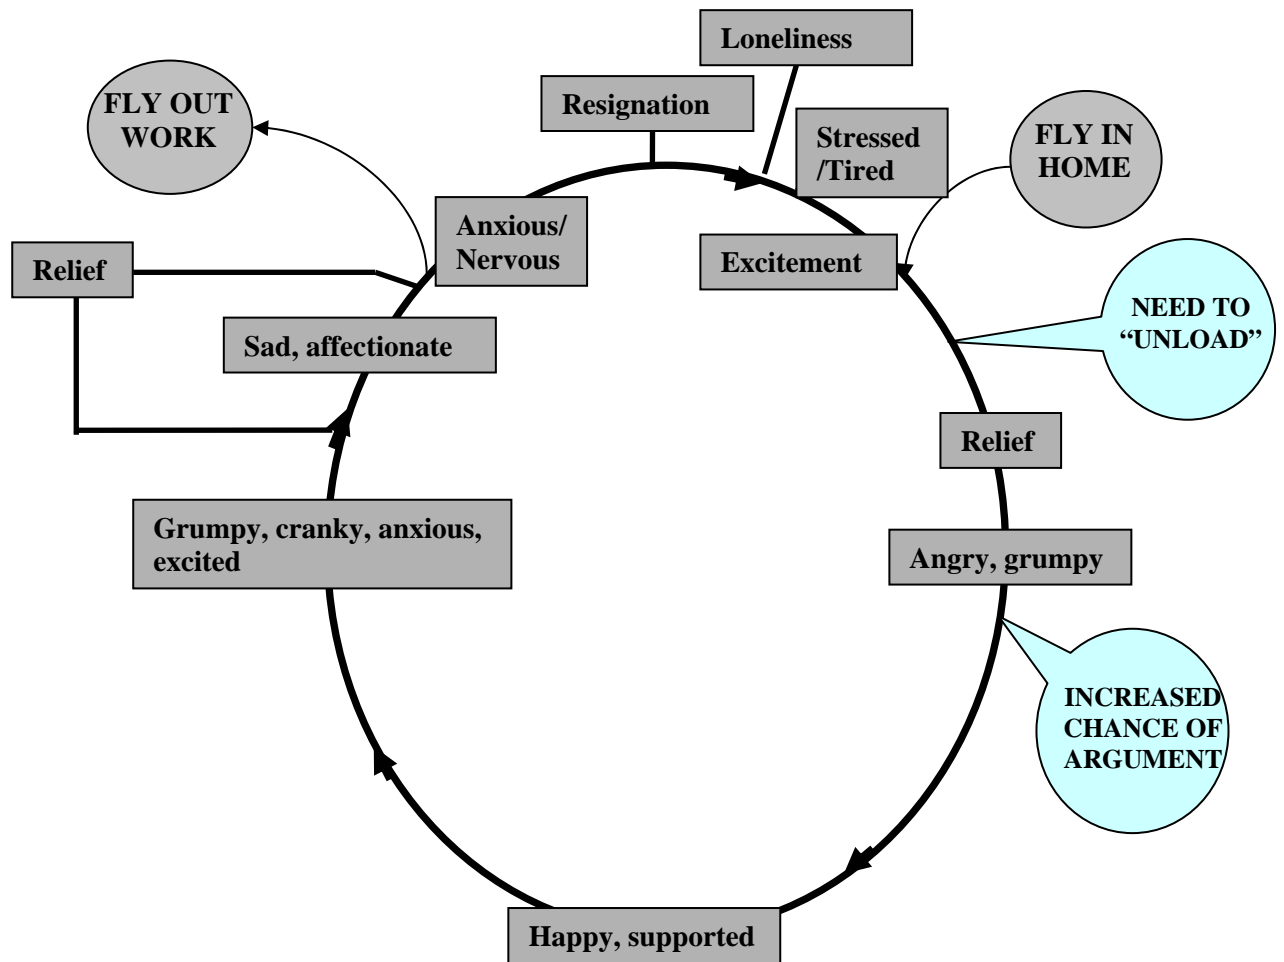 Loneliness
Resignation
FLY OUT
WORK
Stressed
/Tired
FLY IN
HOME
Anxious/
Nervous
Relief
Excitement
NEED TO
“UNLOAD”
Sad, affectionate
Relief
Grumpy, cranky, anxious,
excited
Angry, grumpy
INCREASED
CHANCE OF
ARGUMENT
Happy, supported